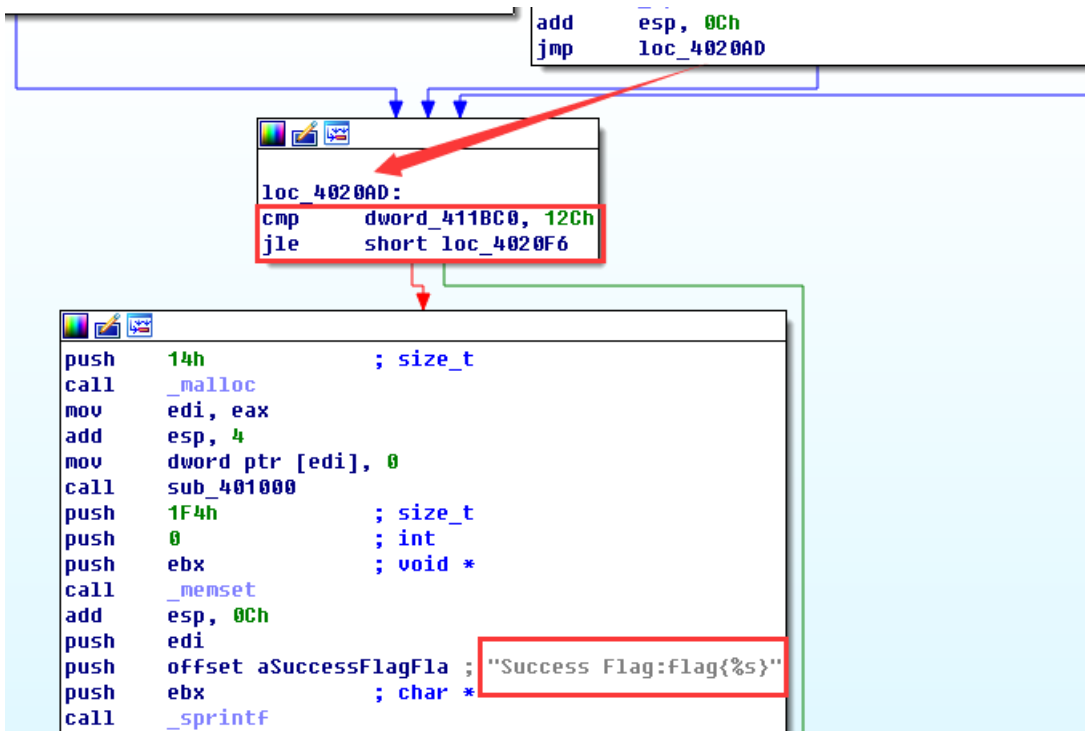 add esp, 0Ch
jmp loc_4020AD
loc_4020AD:
cmp dword_411BC0, 12Ch
jle short loc_4020F6
push 14h ; size_t
call _malloc
mov edi, eax
add esp, 4
mov dword ptr [edi], 0
call sub_401000
push 1F4h ; size_t
push 0 ; int
push ebx ; void *
call _memset
add esp, 0Ch
push edi
push offset aSuccessFlagFla ; "Success Flag:flag{%s}"
push ebx ; char *
call _sprintf